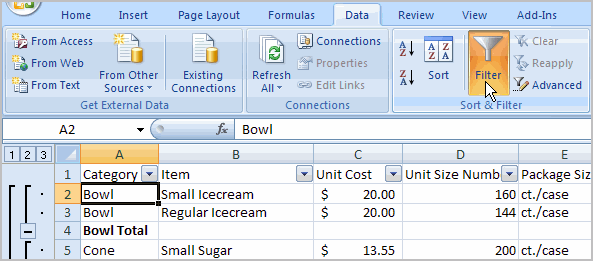 Home Insert Page Layout Formulas Data Review View Add-Ins
From Access
From Web
From Text
From Other Sources
Existing Connections
Get External Data
Refresh All
Connections
Properties
Edit Links
Connections
A Z
Z A
A Z Z A
Sort
Filter
Clear
Reapply
Advanced
Sort & Filter
A2 fx Bowl
1 2 3 A B C D E
1 Category Item Unit Cost Unit Size Numb Package Siz
2 Bowl Small Icecream $ 20.00 160 ct./case
3 Bowl Regular Icecream $ 20.00 144 ct./case
4 Bowl Total
5 Cone Small Sugar $ 13.55 200 ct./case